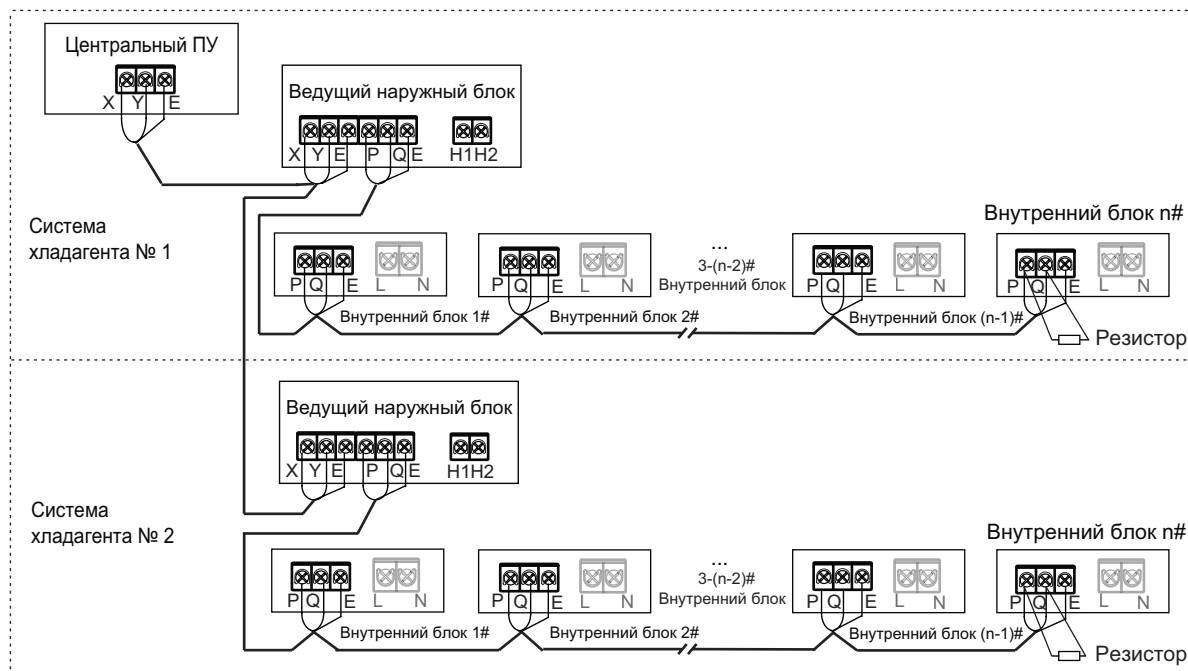 Центральный ПУ
X Y E
Ведущий наружный блок
X Y E P Q E H1H2
Система
хладагента № 1
Внутренний блок n#
P Q E L N
P Q E L N
...
3-(n-2)#
Внутренний блок
P Q E L N
P Q E L N
Внутренний блок 1#
Внутренний блок 2#
Внутренний блок (n-1)#
Резистор
Ведущий наружный блок
X Y E P Q E H1H2
Система
хладагента № 2
Внутренний блок n#
P Q E L N
P Q E L N
...
3-(n-2)#
Внутренний блок
P Q E L N
P Q E L N
Внутренний блок 1#
Внутренний блок 2#
Внутренний блок (n-1)#
Резистор